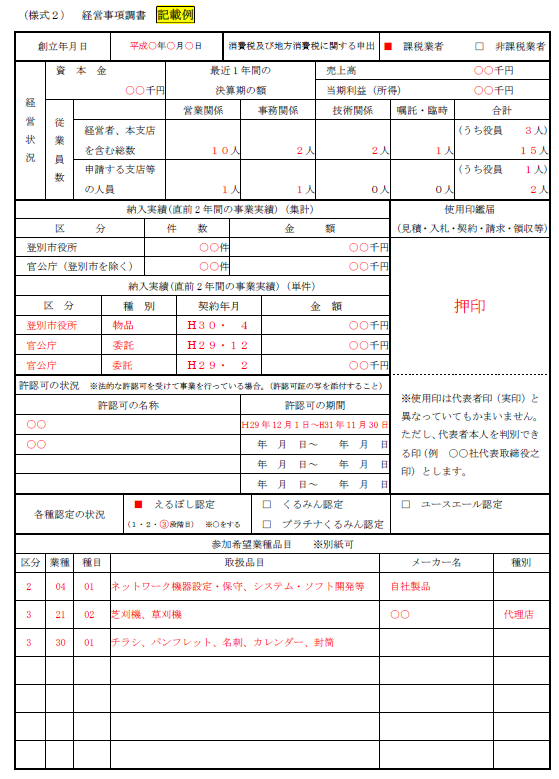 （様式２）　経営事項調書　記載例
創立年月日　平成○年○月○日　消費税及び地方消費税に関する申出　■　課税業者　□　非課税業者
経営状況　資　本　金　○○千円　最近１年間の決算期の額　売上高　○○千円
当期利益（所得）　○○千円
従業員数　営業関係　事務関係　技術関係　嘱託・臨時　合計
経営者、本支店を含む総数　１０人　２人　２人　１人　（うち役員　３人）　１５人
申請する支店等の人員　１人　１人　０人　０人　（うち役員　１人）　２人
納入実績(直前２年間の事業実績)（集計）
区　　　分　件　　数　金　　　額
登別市役所　○○件　○○千円
官公庁（登別市を除く）　○○件　○○千円
納入実績（直前２年間の事業実績）（単件）
区　分　種　別　契約年月　金　額
登別市役所　物品　Ｈ３０・　４　○○千円
官公庁　委託　Ｈ２９・１２　○○千円
官公庁　委託　Ｈ２９・　２　○○千円
許認可の状況　※法的な許認可を受けて事業を行っている場合。（許認可証の写を添付すること）
許認可の名称　許認可の期間
○○　H29年12月1日～H31年11月30日
○○　年　月　日～　年　月　日
年　月　日～　年　月　日
年　月　日～　年　月　日
使用印鑑届
（見積・入札・契約・請求・領収等）
押印
※使用印は代表者印（実印）と
異なっていてもかまいません。
ただし、代表者本人を判別でき
る印（例　○○社代表取締役之
印）とします。
各種認定の状況　■　えるぼし認定　□　くるみん認定　□　ユースエール認定
（１・２・③段階目）　※○をする　□　プラチナくるみん認定
参加希望業種品目　　※別紙可
区分　業種　種目　取扱品目　メーカー名　種別
2　04　01　ネットワーク機器設定・保守、システム・ソフト開発等　自社製品
3　21　02　芝刈機、草刈機　○○　代理店
3　30　01　チラシ、パンフレット、名刺、カレンダー、封筒